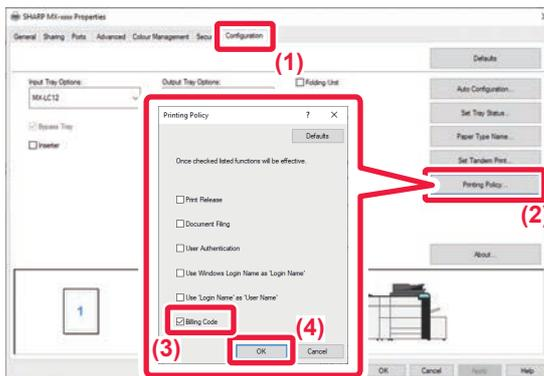 SHARP MX-xxxx Properties
General Sharing Ports Advanced Colour Management Secu Configuration
(1)
Defaults
Input Tray Options:
Output Tray Options:
Folding Unit
MX-LC12
Auto Configuration...
Bypass Tray
Inserter
Set Tray Status...
Paper Type Name...
Set Tandem Print...
Printing Policy...
(2)
About...
Printing Policy ? ×
Defaults
Once checked listed functions will be effective.
Print Release
Document Filing
User Authentication
Use Windows Login Name as 'Login Name'
Use 'Login Name' as 'User Name'
Billing Code
(3)
(4)
OK Cancel
1
OK Cancel Apply Help